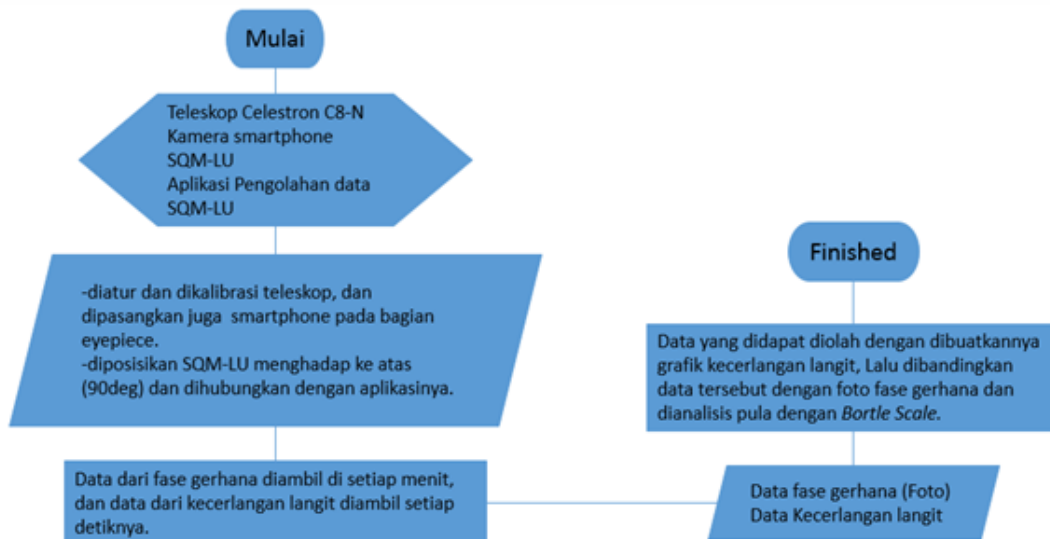 Mulai
Teleskop Celestron C8-N
Kamera smartphone
SQM-LU
Aplikasi Pengolahan data
SQM-LU
-diatur dan dikalibrasi teleskop, dan
dipasangkan juga smartphone pada bagian
eyepiece.
-diposisikan SQM-LU menghadap ke atas
(90deg) dan dihubungkan dengan aplikasinya.
Data dari fase gerhana diambil di setiap menit,
dan data dari kecerlangan langit diambil setiap
detiknya.
Data fase gerhana (Foto)
Data Kecerlangan langit
Data yang didapat diolah dengan dibuatkannya
grafik kecerlangan langit, Lalu dibandingkan
data tersebut dengan foto fase gerhana dan
dianalisis pula dengan Bortle Scale.
Finished